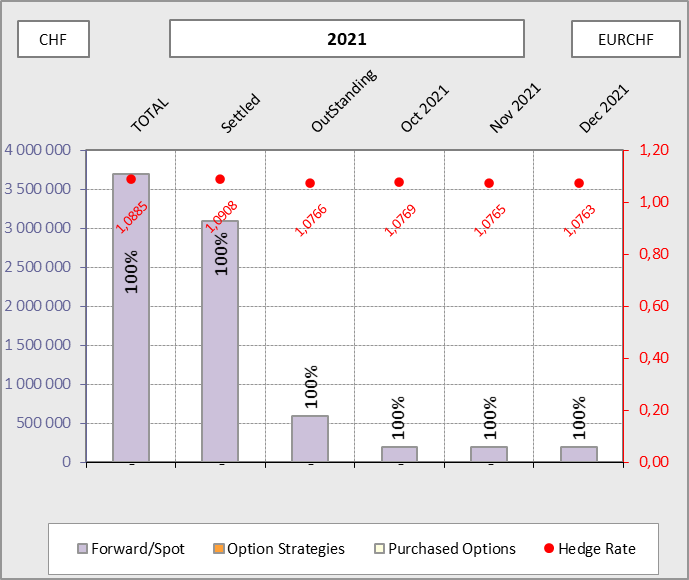 CHF
2021
EURCHF
TOTAL
Settled
OutStanding
Oct 2021
Nov 2021
Dec 2021
4 000 000
3 500 000
3 000 000
2 500 000
2 000 000
1 500 000
1 000 000
500 000
0
1,20
1,00
0,80
0,60
0,40
0,20
0,00
1,0885
1,0908
1,0766
1,0769
1,0765
1,0763
100%
100%
100%
100%
100%
100%
Forward/Spot
Option Strategies
Purchased Options
Hedge Rate